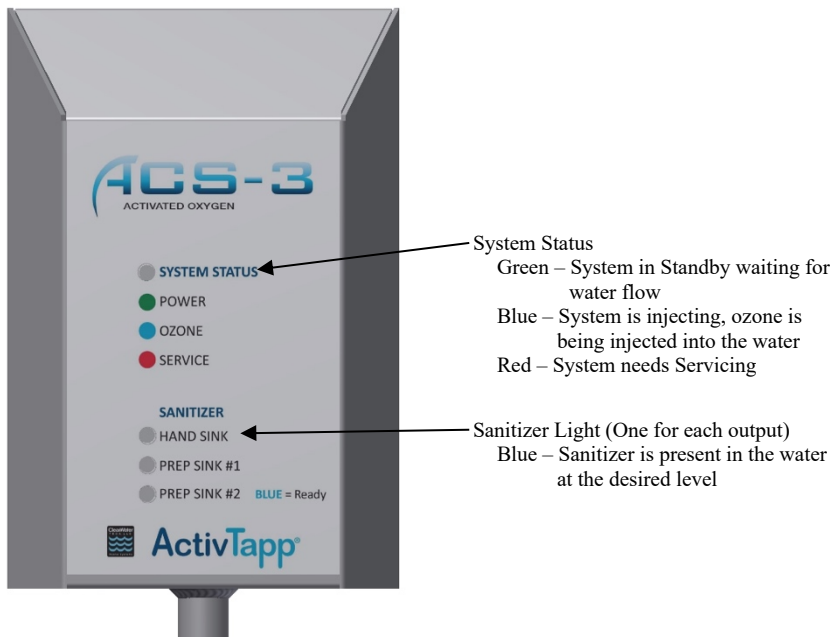 ACS-3
ACTIVATED OXYGEN
SYSTEM STATUS
POWER
OZONE
SERVICE
SANITIZER
HAND SINK
PREP SINK #1
PREP SINK #2 BLUE = Ready
ActivTapp®
System Status
Green – System in Standby waiting for
water flow
Blue – System is injecting, ozone is
being injected into the water
Red – System needs Servicing
Sanitizer Light (One for each output)
Blue – Sanitizer is present in the water
at the desired level